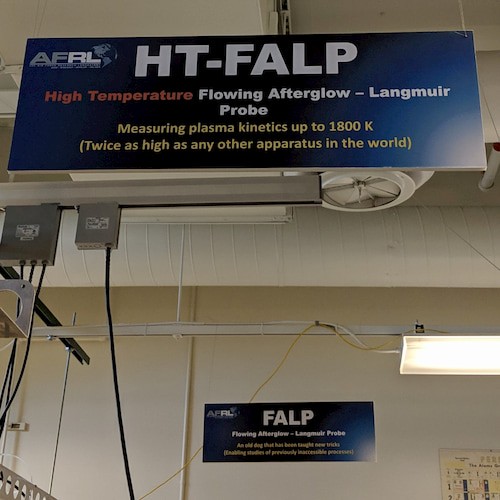 AFRL
HT-FALP
High Temperature Flowing Afterglow – Langmuir
Probe
Measuring plasma kinetics up to 1800 K
(Twice as high as any other apparatus in the world)
AFRL
FALP
Flowing Afterglow – Langmuir Probe
An old dog that has been taught new tricks
(Enabling studies of previously inaccessible processes)